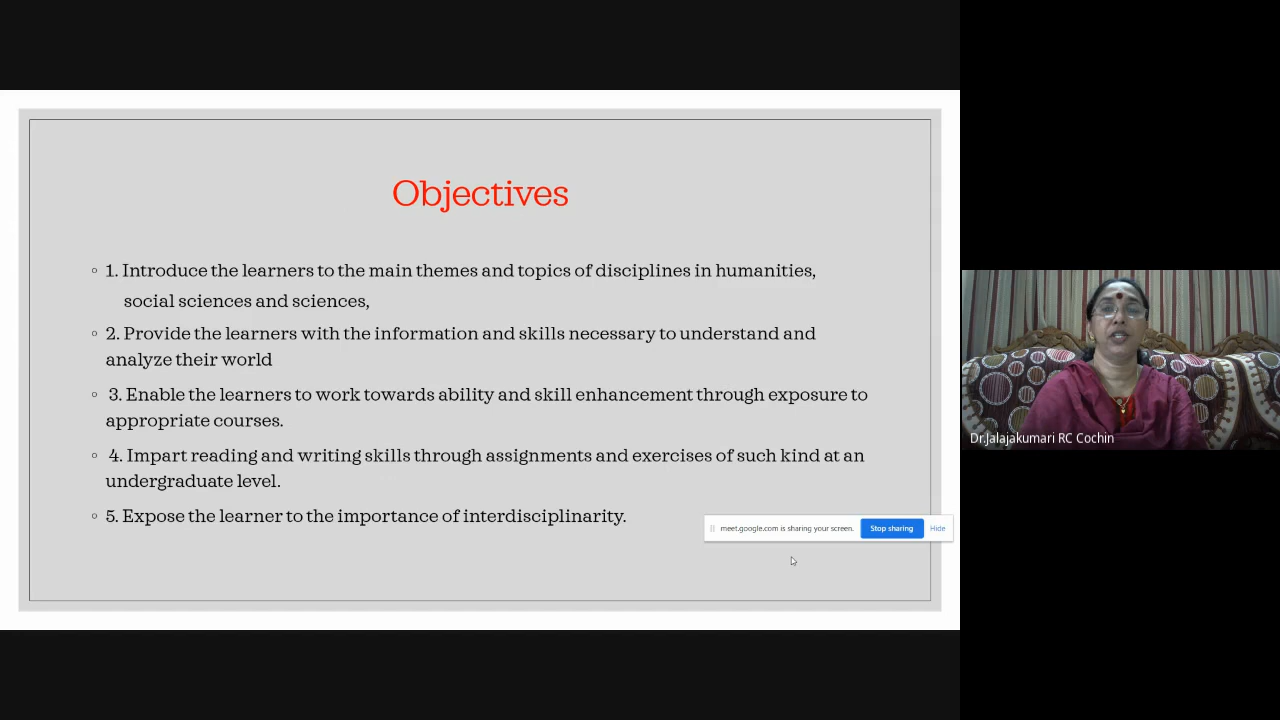 Objectives
1. Introduce the learners to the main themes and topics of disciplines in humanities,
social sciences and sciences,
2. Provide the learners with the information and skills necessary to understand and
analyze their world
3. Enable the learners to work towards ability and skill enhancement through exposure to
appropriate courses.
4. Impart reading and writing skills through assignments and exercises of such kind at an
undergraduate level.
5. Expose the learner to the importance of interdisciplinarity.
meet.google.com is sharing your screen. Stop sharing Hide
Dr.Jalajakumari RC Cochin